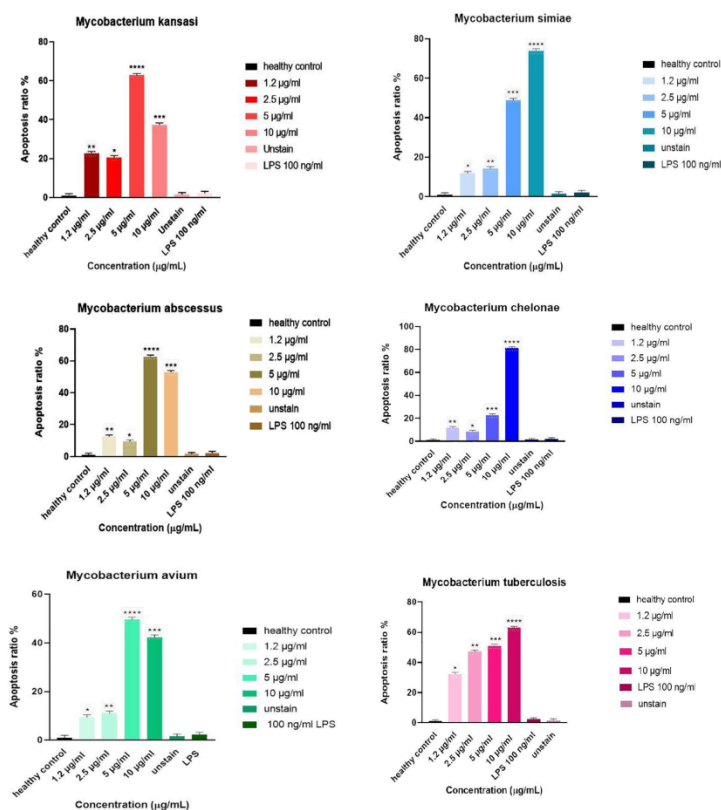 Mycobacterium kansasi
Apoptosis ratio %
80
60
40
20
0
**
*
****
***
healthy control
1.2 µg/ml
2.5 µg/ml
5 µg/ml
10 µg/ml
Unstain
LPS 100 ng/ml
Concentration (µg/mL)
healthy control
1.2 µg/ml
2.5 µg/ml
5 µg/ml
10 µg/ml
Unstain
LPS 100 ng/ml
Mycobacterium simiae
Apoptosis ratio %
80
60
40
20
0
*
**
***
****
healthy control
1.2 µg/ml
2.5 µg/ml
5 µg/ml
10 µg/ml
unstain
LPS 100 ng/ml
Concentration (µg/mL)
healthy control
1.2 µg/ml
2.5 µg/ml
5 µg/ml
10 µg/ml
unstain
LPS 100 ng/ml
Mycobacterium abscessus
Apoptosis ratio %
80
60
40
20
0
**
*
****
***
healthy control
1.2 µg/ml
2.5 µg/ml
5 µg/ml
10 µg/ml
unstain
LPS 100 ng/ml
Concentration (µg/mL)
healthy control
1.2 µg/ml
2.5 µg/ml
5 µg/ml
10 µg/ml
unstain
LPS 100 ng/ml
Mycobacterium chelonae
Apoptosis ratio %
100
80
60
40
20
0
**
*
***
****
healthy control
1.2 µg/ml
2.5 µg/ml
5 µg/ml
10 µg/ml
unstain
LPS 100 ng/ml
Concentration (µg/mL)
healthy control
1.2 µg/ml
2.5 µg/ml
5 µg/ml
10 µg/ml
unstain
LPS 100 ng/ml
Mycobacterium avium
Apoptosis ratio %
60
40
20
0
*
**
****
***
healthy control
1.2 µg/ml
2.5 µg/ml
5 µg/ml
10 µg/ml
unstain
LPS
Concentration (µg/mL)
healthy control
1.2 µg/ml
2.5 µg/ml
5 µg/ml
10 µg/ml
unstain
100 ng/ml LPS
Mycobacterium tuberculosis
Apoptosis ratio %
80
60
40
20
0
*
**
***
****
healthy control
1.2 µg/ml
2.5 µg/ml
5 µg/ml
10 µg/ml
LPS 100 ng/ml
unstain
Concentration (µg/mL)
healthy control
1.2 µg/ml
2.5 µg/ml
5 µg/ml
10 µg/ml
LPS 100 ng/ml
unstain